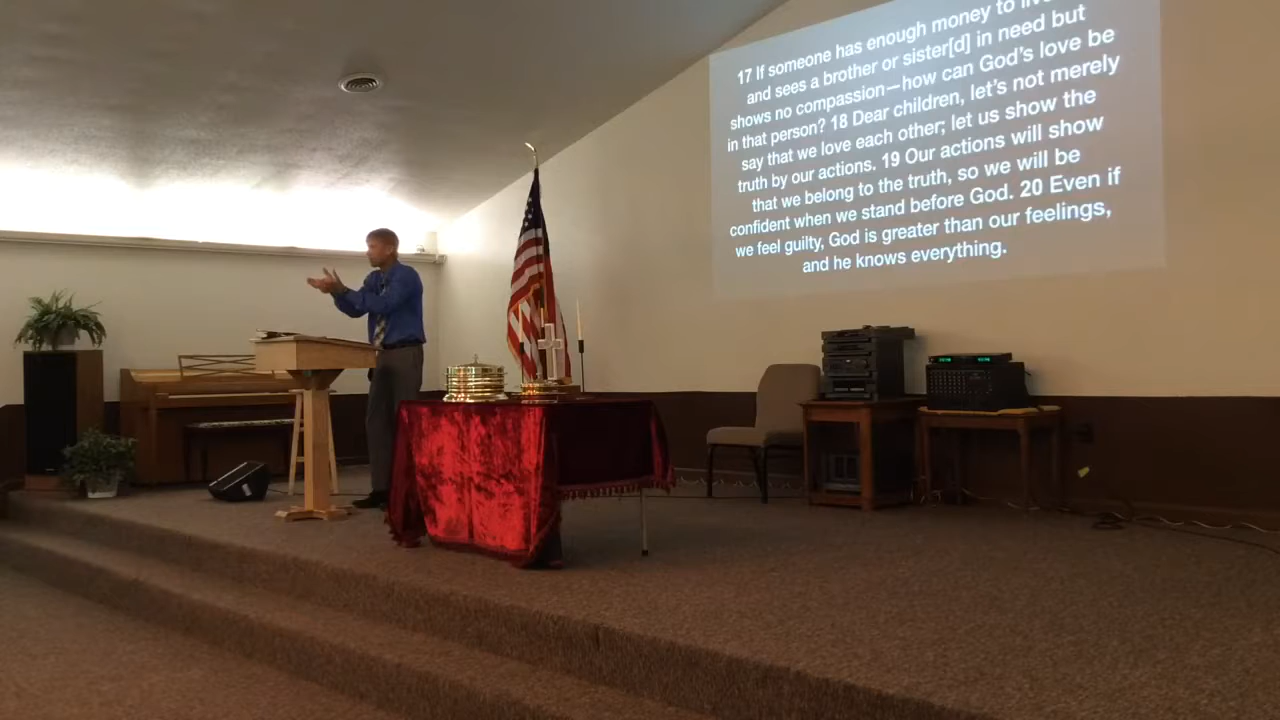 17 If someone has enough money to live
and sees a brother or sister[d] in need but
shows no compassion—how can God's love be
in that person? 18 Dear children, let's not merely
say that we love each other; let us show the
truth by our actions. 19 Our actions will show
that we belong to the truth, so we will be
confident when we stand before God. 20 Even if
we feel guilty, God is greater than our feelings,
and he knows everything.